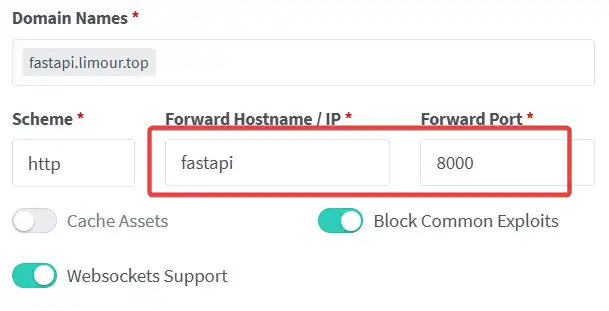 Domain Names *
fastapi.limour.top
Scheme * Forward Hostname / IP * Forward Port *
http fastapi 8000
Cache Assets Block Common Exploits
Websockets Support